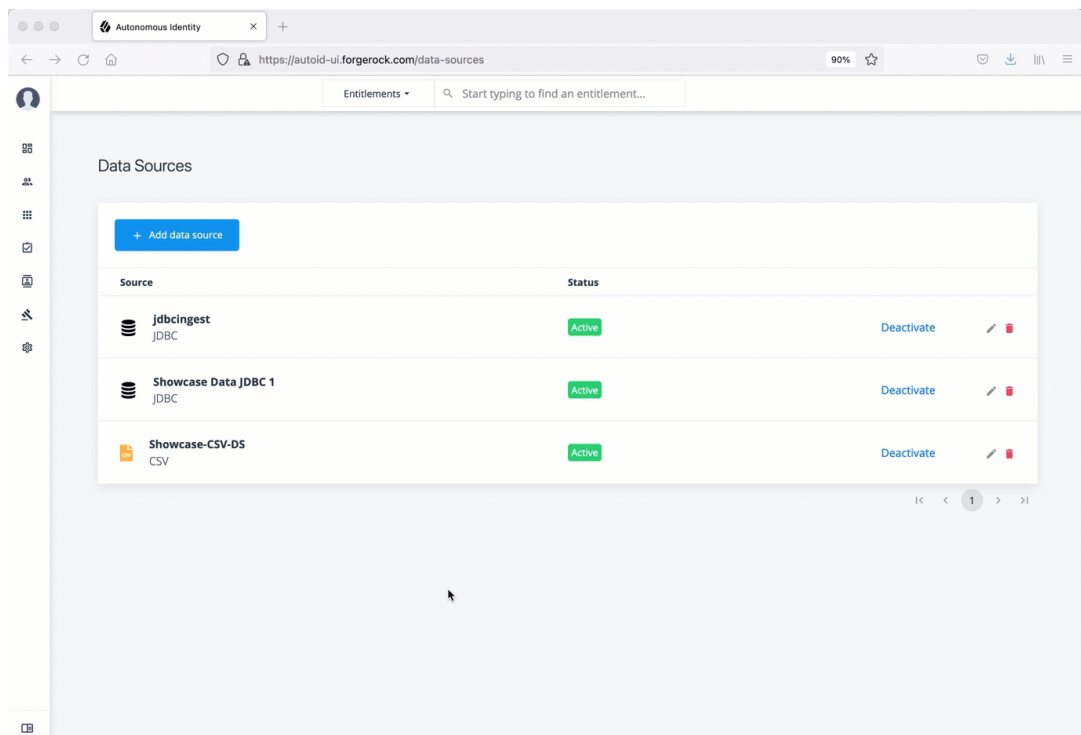 Autonomous Identity
https://autoid-ui.forgerock.com/data-sources
90%
Entitlements
Start typing to find an entitlement...
Data Sources
+ Add data source
Source Status
jdbcingest
JDBC
Active
Deactivate
Showcase Data JDBC 1
JDBC
Active
Deactivate
Showcase-CSV-DS
CSV
CSV
Active
Deactivate
1